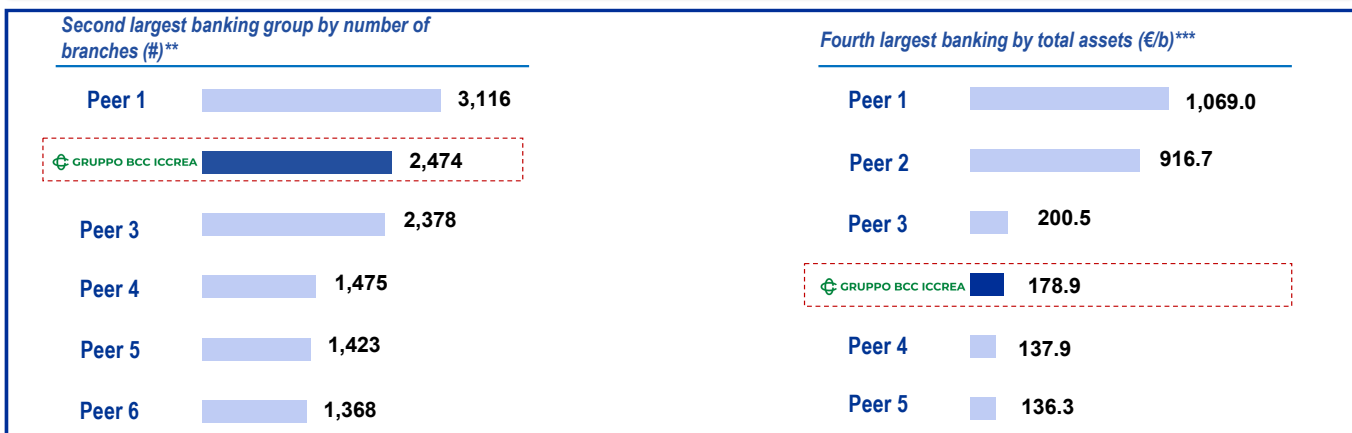 Second largest banking group by number of
branches (#)**
Peer 1 3,116
GRUPPO BCC ICCREA 2,474
Peer 3 2,378
Peer 4 1,475
Peer 5 1,423
Peer 6 1,368
Fourth largest banking by total assets (€/b)***
Peer 1 1,069.0
Peer 2 916.7
Peer 3 200.5
GRUPPO BCC ICCREA 178.9
Peer 4 137.9
Peer 5 136.3